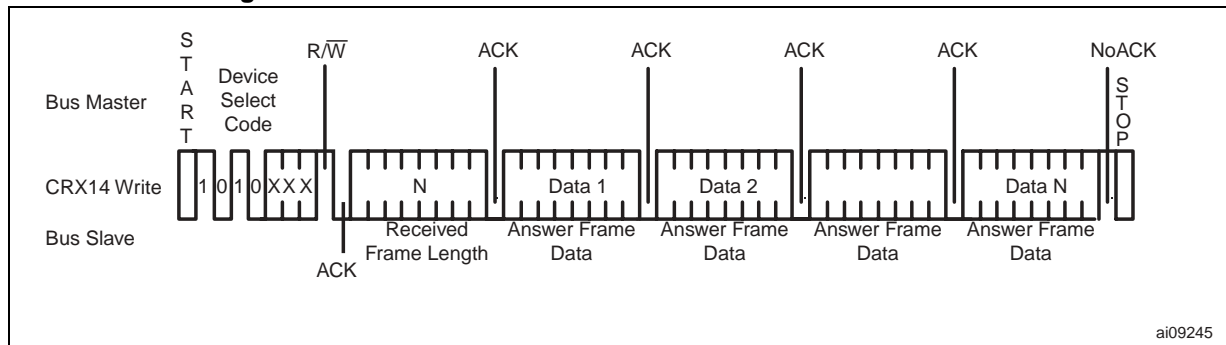 START
Device
Select
Code
R/W
ACK
ACK
ACK
ACK
NoACK
STOP
Bus Master
CRX14 Write
1 0 1 0 X X X
N
Data 1
Data 2
Data N
Bus Slave
ACK
Received
Frame Length
Answer Frame
Data
Answer Frame
Data
Answer Frame
Data
Answer Frame
Data
ai09245